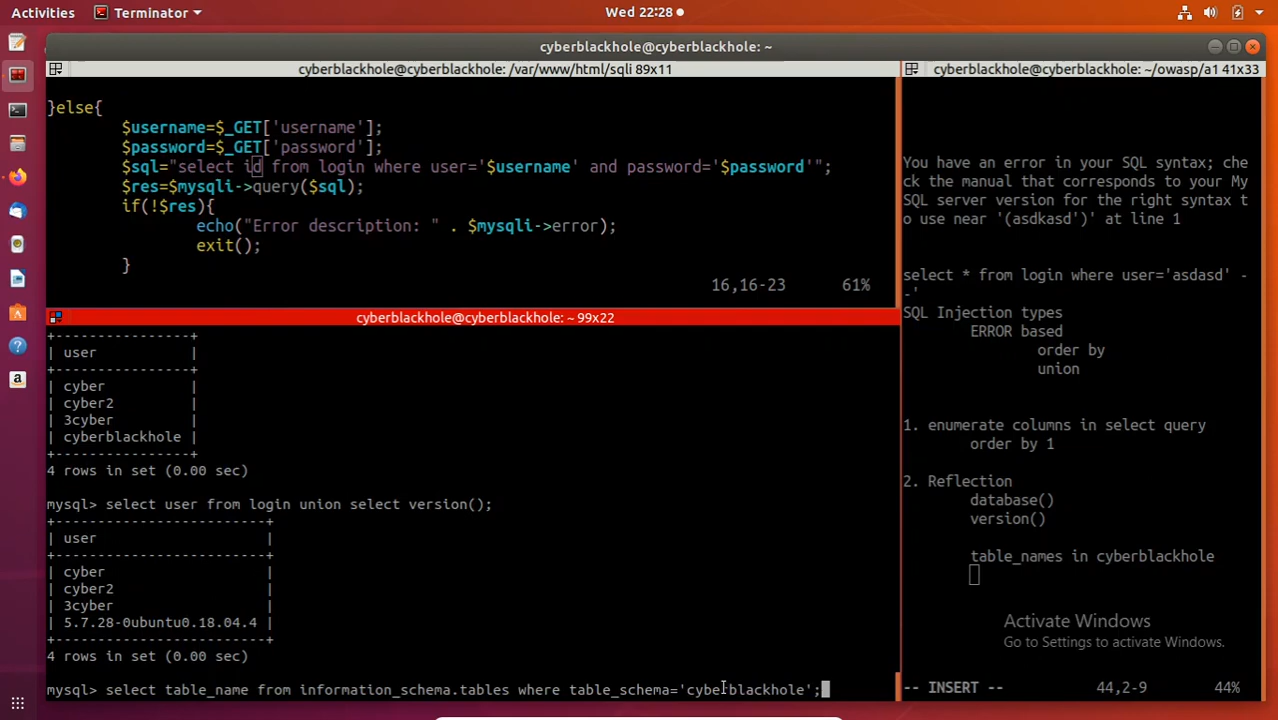 Activities Terminator Wed 22:28
cyberblackhole@cyberblackhole: ~
cyberblackhole@cyberblackhole: /var/www/html/sqli 89x11
}else{
$username=$_GET['username'];
$password=$_GET['password'];
$sql="select id from login where user='$username' and password='$password'";
$res=$mysqli->query($sql);
if(!$res){
echo("Error description: " . $mysqli->error);
exit();
}
16,16-23 61%
cyberblackhole@cyberblackhole: ~ 99x22
+----------------+
| user |
+----------------+
| cyber |
| cyber2 |
| 3cyber |
| cyberblackhole |
+----------------+
4 rows in set (0.00 sec)
mysql> select user from login union select version();
+-------------------------+
| user |
+-------------------------+
| cyber |
| cyber2 |
| 3cyber |
| 5.7.28-0ubuntu0.18.04.4 |
+-------------------------+
4 rows in set (0.00 sec)
mysql> select table_name from information_schema.tables where table_schema='cyberblackhole';
cyberblackhole@cyberblackhole: ~/owasp/a1 41x33
You have an error in your SQL syntax; che
ck the manual that corresponds to your My
SQL server version for the right syntax t
o use near '(asdkasd')' at line 1
select * from login where user='asdasd' -
-'
SQL Injection types
ERROR based
order by
union
1. enumerate columns in select query
order by 1
2. Reflection
database()
version()
table_names in cyberblackhole
Activate Windows
Go to Settings to activate Windows.
-- INSERT -- 44,2-9 44%